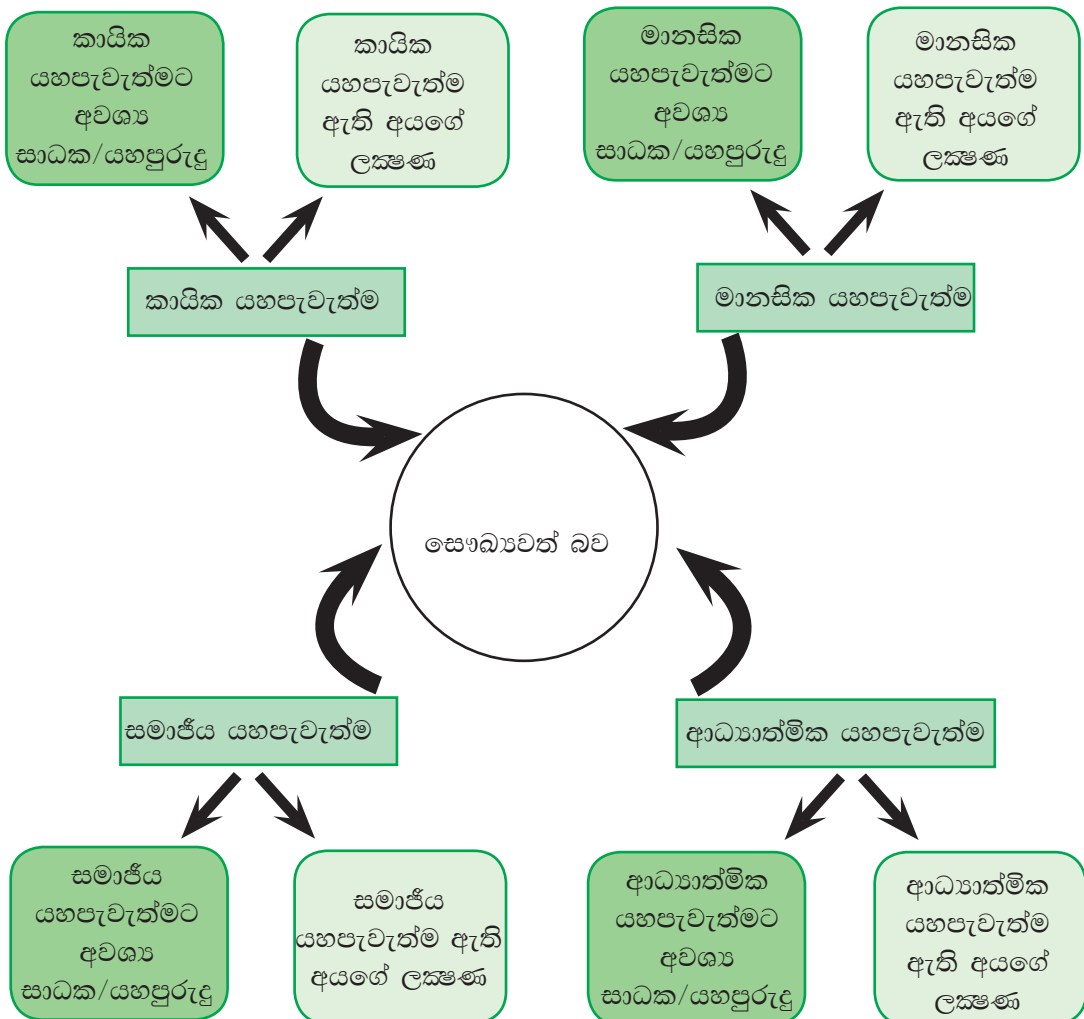 කායික
යහපැවැත්මට
අවශ්‍ය
සාධක/යහපුරුදු
කායික
යහපැවැත්ම
ඇති අයගේ
ලක්‍ෂණ
මානසික
යහපැවැත්මට
අවශ්‍ය
සාධක/යහපුරුදු
මානසික
යහපැවැත්ම
ඇති අයගේ
ලක්‍ෂණ
කායික යහපැවැත්ම
මානසික යහපැවැත්ම
සෞඛ්‍යවත් බව
සමාජීය යහපැවැත්ම
ආධ්‍යාත්මික යහපැවැත්ම
සමාජීය
යහපැවැත්මට
අවශ්‍ය
සාධක/යහපුරුදු
සමාජීය
යහපැවැත්ම ඇති
අයගේ ලක්‍ෂණ
ආධ්‍යාත්මික
යහපැවැත්මට
අවශ්‍ය
සාධක/යහපුරුදු
ආධ්‍යාත්මික
යහපැවැත්ම
ඇති අයගේ
ලක්‍ෂණ